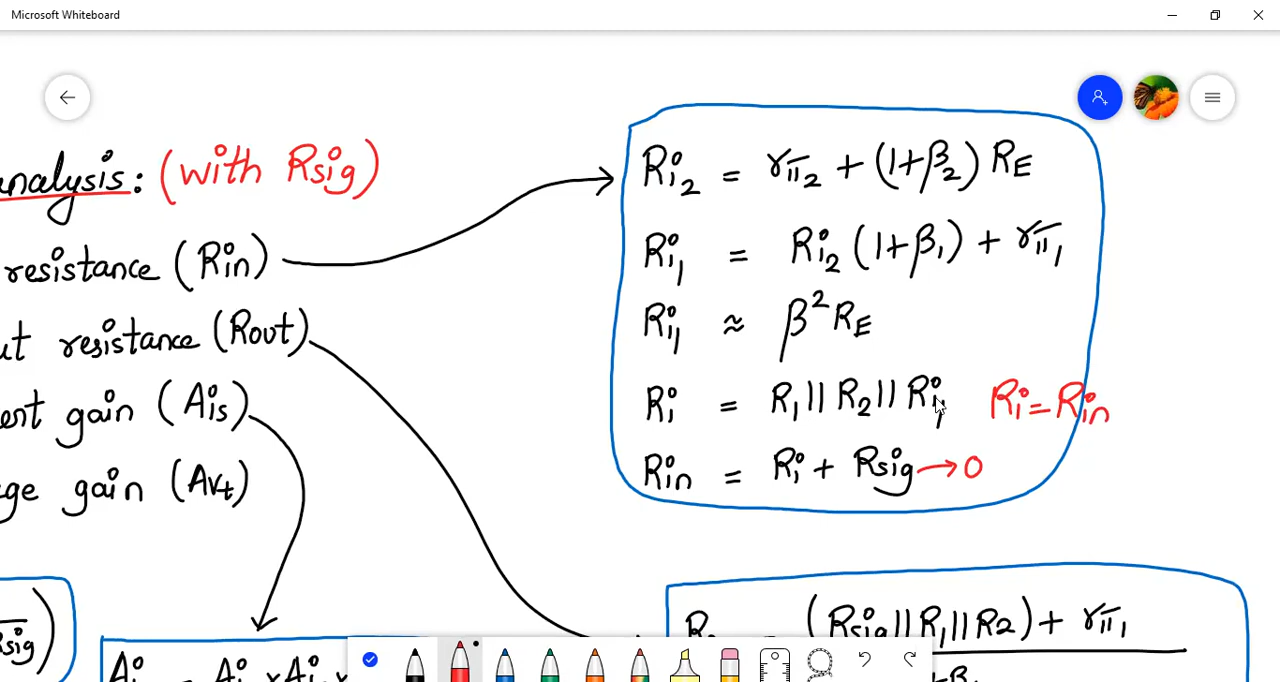 Microsoft Whiteboard
analysis: (with Rsig)
resistance (Rin)
ut resistance (Rout)
ent gain (Ais)
ge gain (Avt)
Ri2 = rπ2 + (1+β2) RE
Ri1 = Ri2 (1+β1) + rπ1
Ri1 ≈ β² RE
Ri = R1 || R2 || Ri1 Ri = Rin
Rin = Ri + Rsig → 0
sig)
(Rsig || R1 || R2) + rπ1